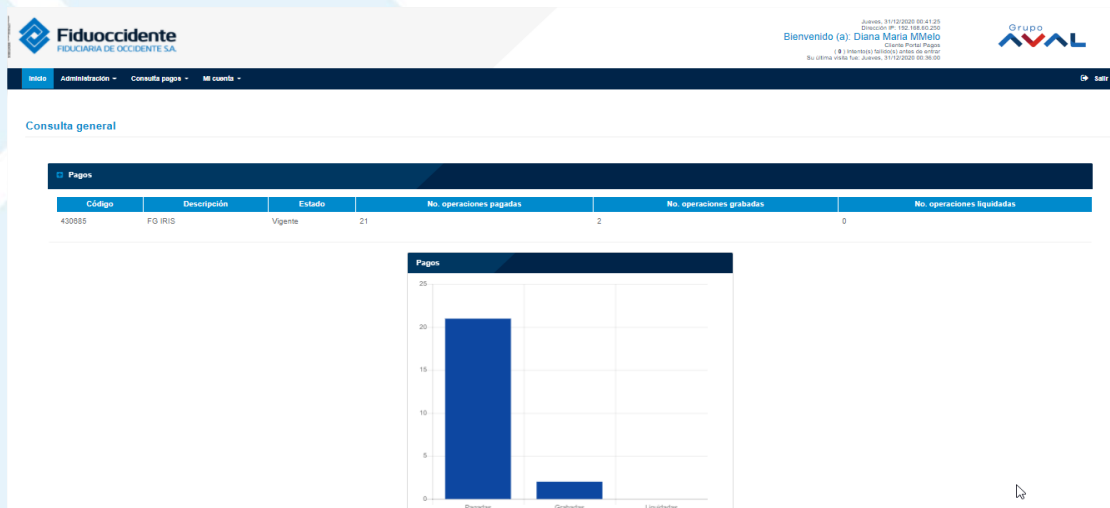 Fiduoccidente
FIDUCIARIA DE OCCIDENTE S.A.
Jueves, 31/12/2020 00:41:25
Dirección IP: 192.168.60.250
Bienvenido (a): Diana Maria MMelo
Cliente Portal Pagos
( 0 ) Intento(s) fallido(s) antes de entrar
Su última visita fue: Jueves, 31/12/2020 00:36:00
Grupo
AVAL
Inicio Administración Consulta pagos Mi cuenta Salir
Consulta general
Pagos
Código Descripción Estado No. operaciones pagadas No. operaciones grabadas No. operaciones liquidadas
430685 FG IRIS Vigente 21 2 0
Pagos
25
20
15
10
5
0
Pagadas Grabadas Liquidadas